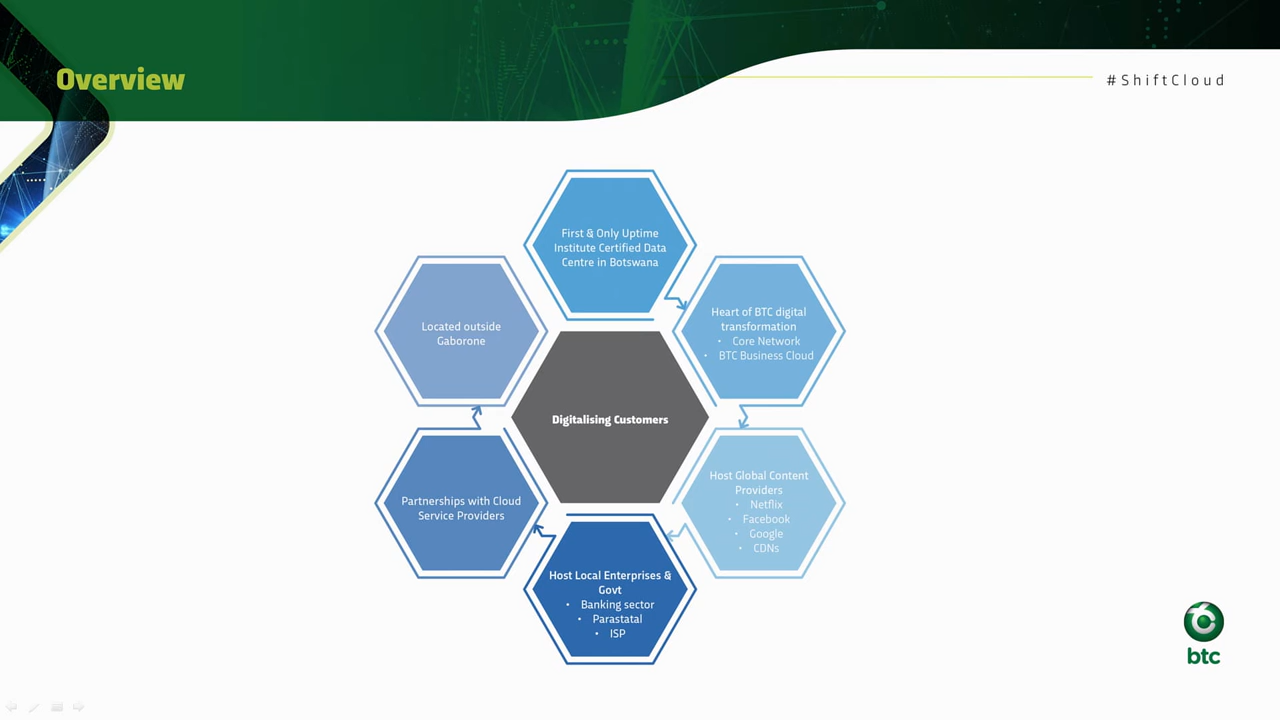 Overview
#ShiftCloud
First & Only Uptime
Institute Certified Data
Centre in Botswana
Heart of BTC digital
transformation
• Core Network
• BTC Business Cloud
Host Global Content
Providers
• Netflix
• Facebook
• Google
• CDNs
Host Local Enterprises &
Govt
• Banking sector
• Parastatal
• ISP
Partnerships with Cloud
Service Providers
Located outside
Gaborone
Digitalising Customers
btc